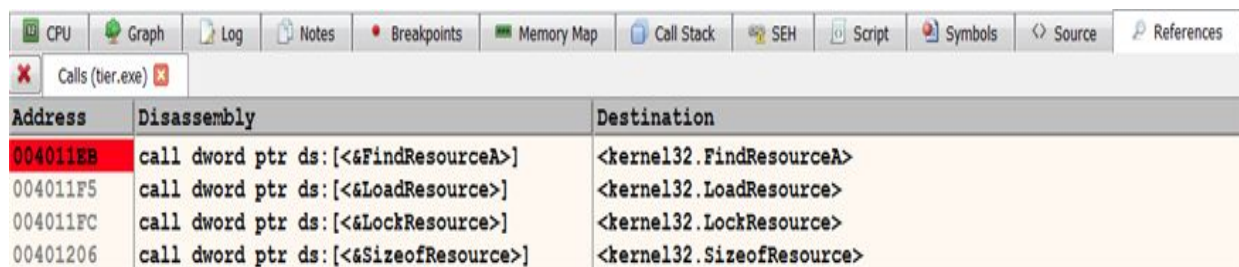 CPU Graph Log Notes Breakpoints Memory Map Call Stack SEH Script Symbols <> Source References
Calls (tier.exe)
Address Disassembly Destination
004011EB call dword ptr ds:[<&FindResourceA>] <kernel32.FindResourceA>
004011F5 call dword ptr ds:[<&LoadResource>] <kernel32.LoadResource>
004011FC call dword ptr ds:[<&LockResource>] <kernel32.LockResource>
00401206 call dword ptr ds:[<&SizeofResource>] <kernel32.SizeofResource>